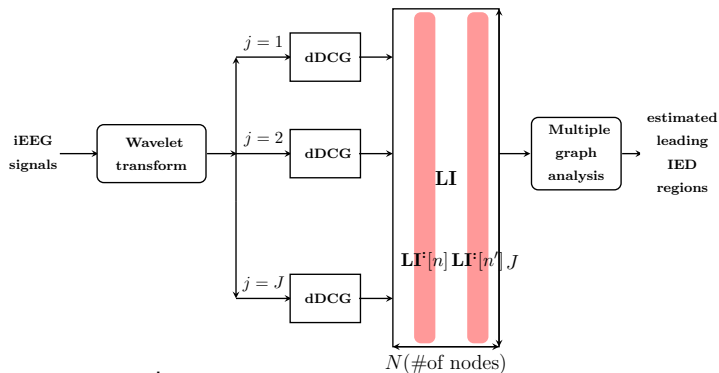 iEEG
signals
Wavelet
transform
j = 1
dDCG
j = 2
dDCG
j = J
dDCG
LI
LI:[n] LI:[n′] J
N(#of nodes)
Multiple
graph
analysis
estimated
leading
IED
regions